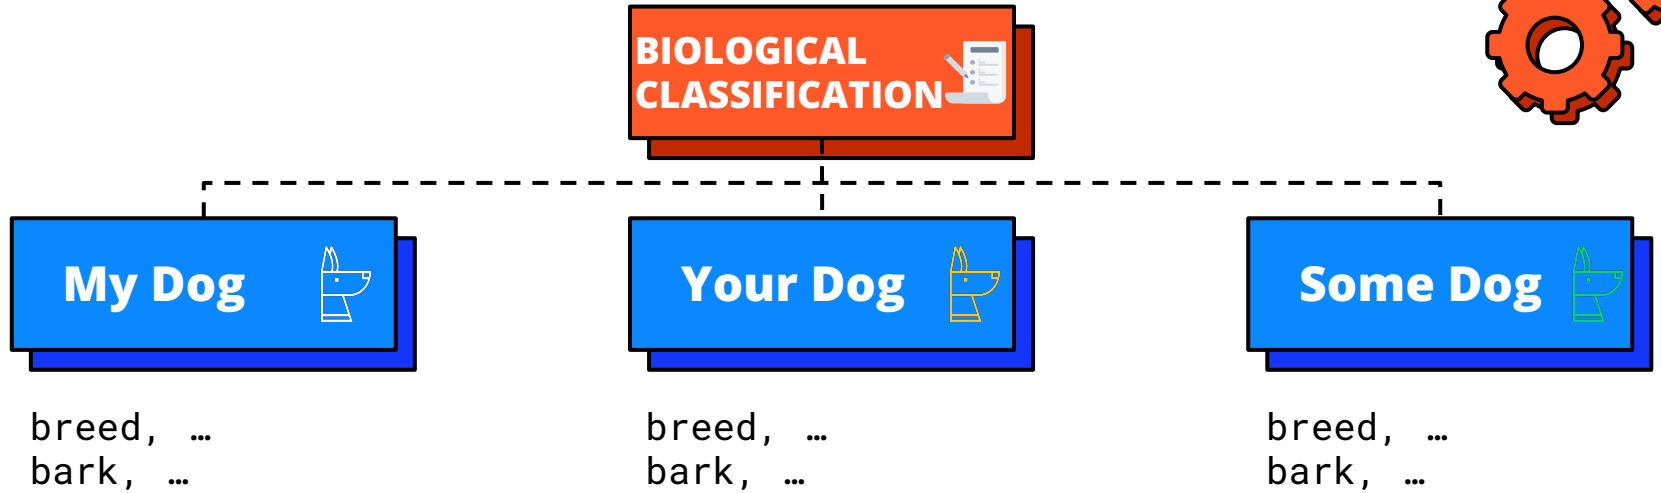 BIOLOGICAL
CLASSIFICATION
My Dog
Your Dog
Some Dog
breed, …
bark, …
breed, …
bark, …
breed, …
bark, …